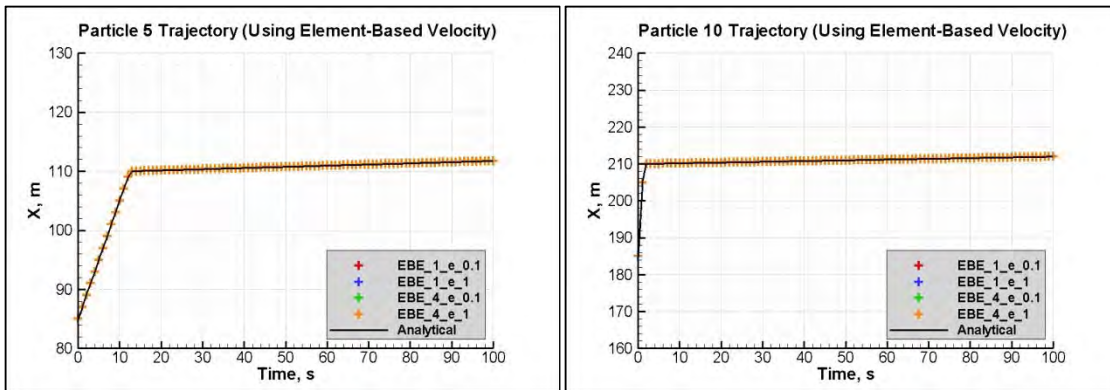 Particle 5 Trajectory (Using Element-Based Velocity)
130
120
110
100
90
80
X, m
0 10 20 30 40 50 60 70 80 90 100
Time, s
EBE_1_e_0.1
EBE_1_e_1
EBE_4_e_0.1
EBE_4_e_1
Analytical
Particle 10 Trajectory (Using Element-Based Velocity)
240
230
220
210
200
190
180
170
160
X, m
0 10 20 30 40 50 60 70 80 90 100
Time, s
EBE_1_e_0.1
EBE_1_e_1
EBE_4_e_0.1
EBE_4_e_1
Analytical